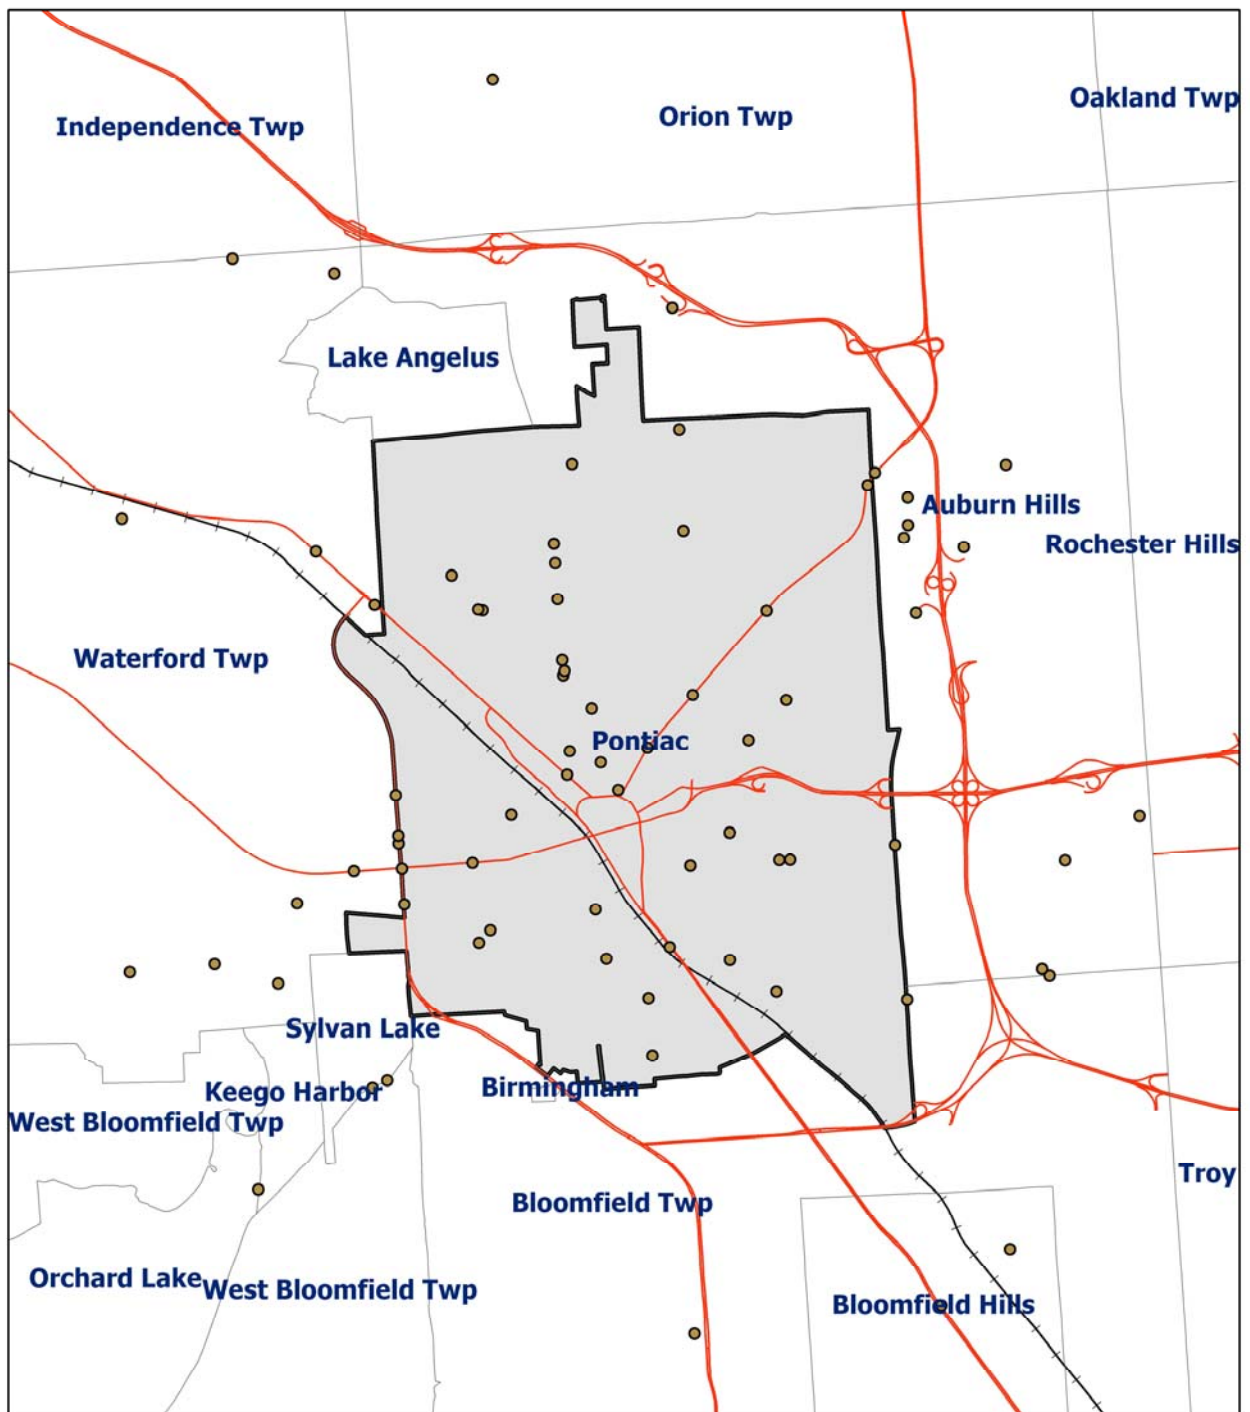 Oakland Twp
Orion Twp
Independence Twp
Lake Angelus
Auburn Hills
Rochester Hills
Waterford Twp
Pontiac
Sylvan Lake
Birmingham
Keego Harbor
West Bloomfield Twp
Troy
Bloomfield Twp
Orchard Lake
West Bloomfield Twp
Bloomfield Hills